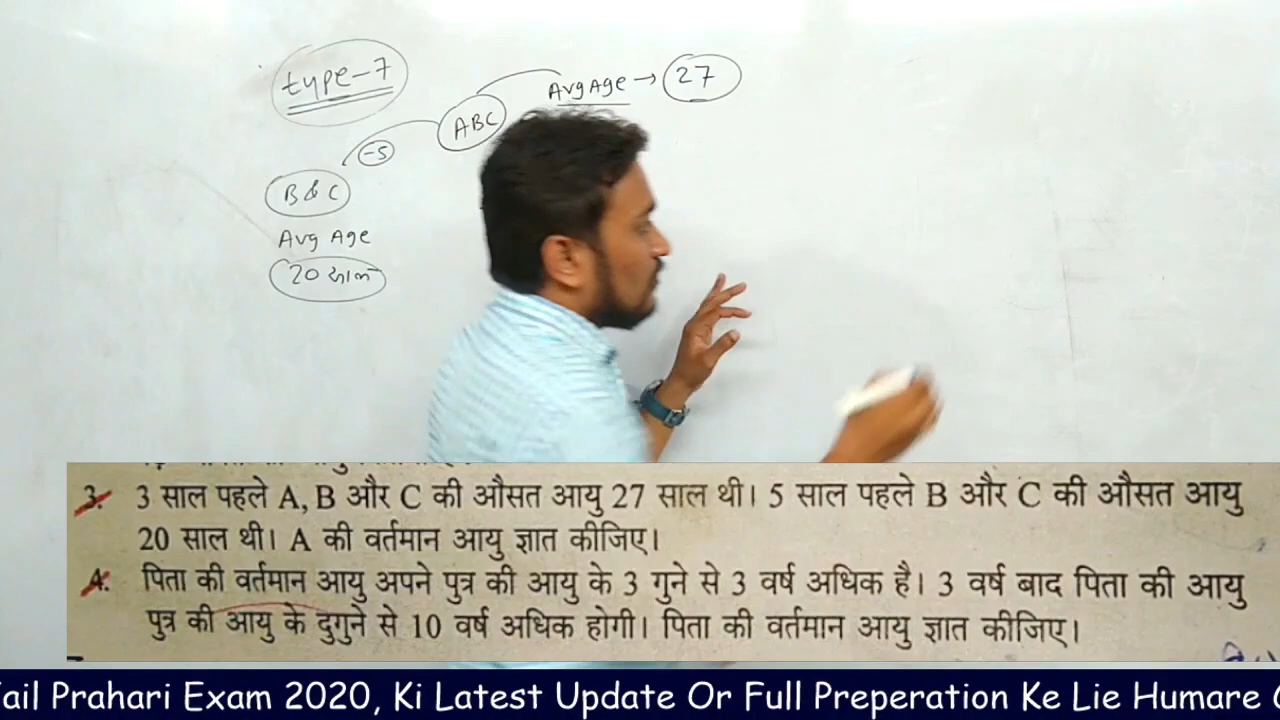 type-7
Avg Age → 27
ABC
-5
B & C
Avg Age
20 साल
3. 3 साल पहले A, B और C की औसत आयु 27 साल थी। 5 साल पहले B और C की औसत आयु
20 साल थी। A की वर्तमान आयु ज्ञात कीजिए।
4. पिता की वर्तमान आयु अपने पुत्र की आयु के 3 गुने से 3 वर्ष अधिक है। 3 वर्ष बाद पिता की आयु
पुत्र की आयु के दुगुने से 10 वर्ष अधिक होगी। पिता की वर्तमान आयु ज्ञात कीजिए।
Jail Prahari Exam 2020, Ki Latest Update Or Full Preperation Ke Lie Humare